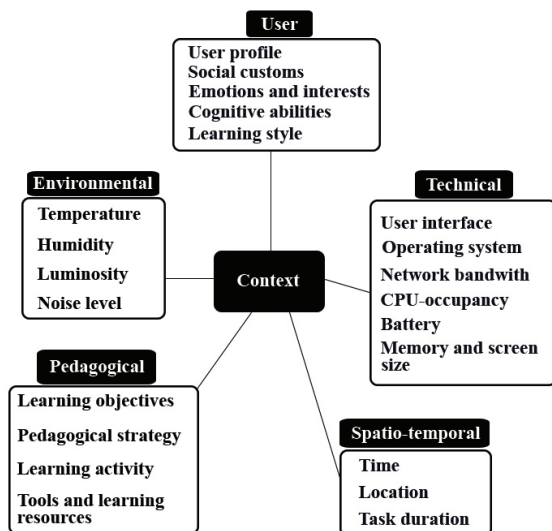 User
User profile
Social customs
Emotions and interests
Cognitive abilities
Learning style
Environmental
Temperature
Humidity
Luminosity
Noise level
Technical
User interface
Operating system
Network bandwith
CPU-occupancy
Battery
Memory and screen
size
Context
Pedagogical
Learning objectives
Pedagogical strategy
Learning activity
Tools and learning
resources
Spatio-temporal
Time
Location
Task duration